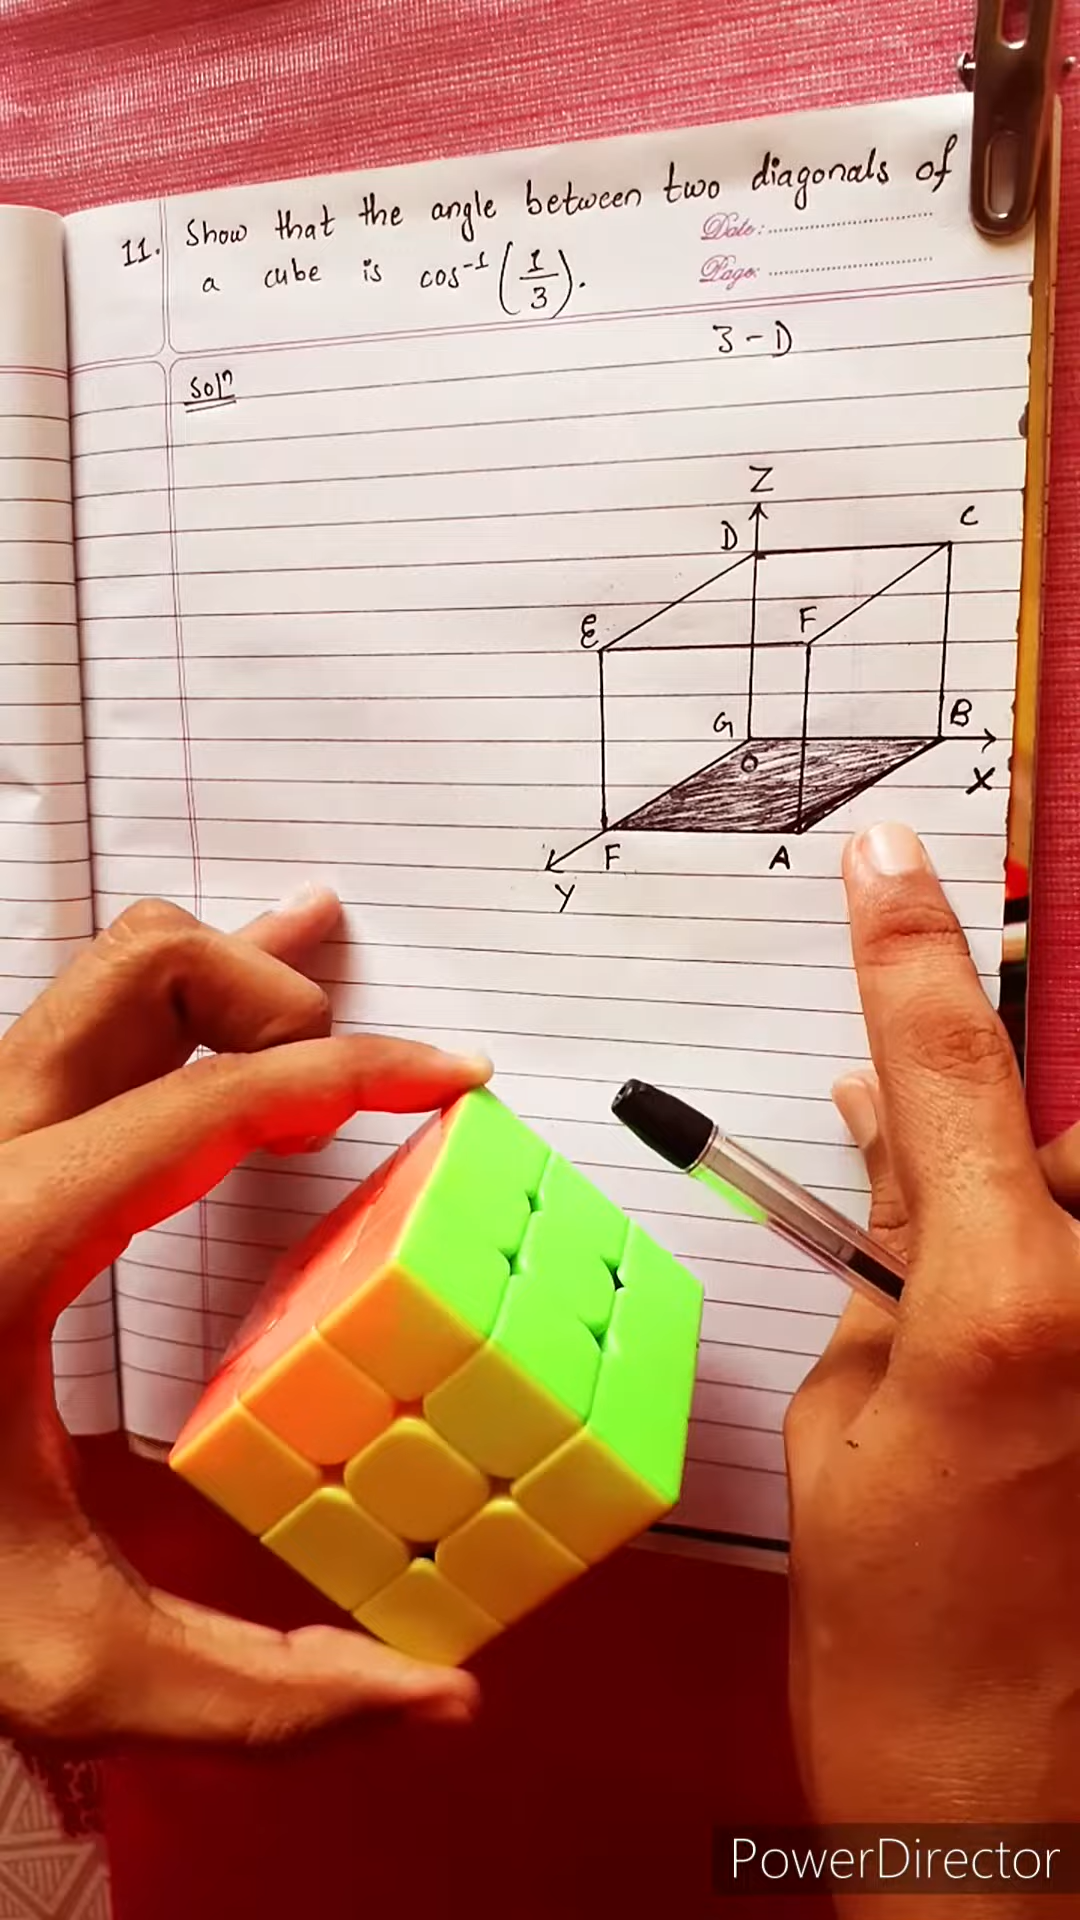 11. Show that the angle between two diagonals of
a cube is cos⁻¹(1/3).
Date:
Page:
3-D
Solⁿ
Z
D
C
E
F
G
B
O
X
F
A
Y
PowerDirector